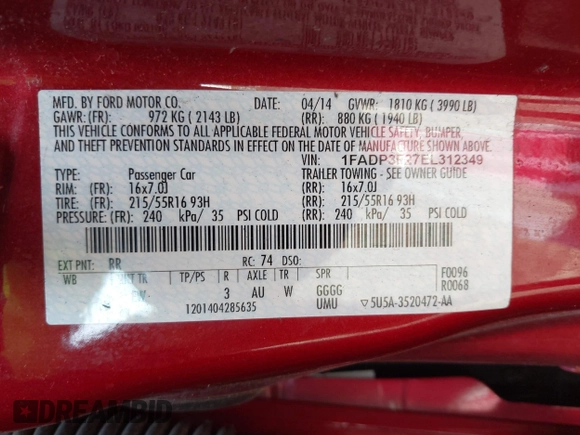 MFD. BY FORD MOTOR CO. DATE: 04/14 GVWR: 1810 KG ( 3990 LB)
GAWR: (FR): 972 KG ( 2143 LB) (RR): 880 KG ( 1940 LB)
THIS VEHICLE CONFORMS TO ALL APPLICABLE FEDERAL MOTOR VEHICLE SAFETY, BUMPER,
AND THEFT PREVENTION STANDARDS IN EFFECT ON THE DATE OF MANUFACTURE SHOWN ABOVE.
VIN: 1FADP3F27EL312349
TYPE: Passenger Car TRAILER TOWING - SEE OWNER GUIDE
RIM: (FR): 16x7.0J (RR): 16x7.0J
TIRE: (FR): 215/55R16 93H (RR): 215/55R16 93H
PRESSURE: (FR): 240 kPa/ 35 PSI COLD (RR): 240 kPa/ 35 PSI COLD
EXT PNT: RR RC: 74 DSO:
WB INT TR TP/PS R AXLE TR SPR F0096
3 AU W GGGG R0068
1201404285635 UMU ▽5U5A-3520472-AA
DREAMBID